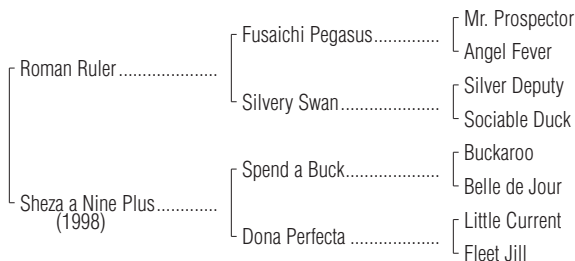 Mr. Prospector
Fusaichi Pegasus..............
Angel Fever
Roman Ruler.....................
Silver Deputy
Silvery Swan.....................
Sociable Duck
Buckaroo
Spend a Buck....................
Belle de Jour
Sheza a Nine Plus.............
(1998)
Little Current
Dona Perfecta ....................
Fleet Jill